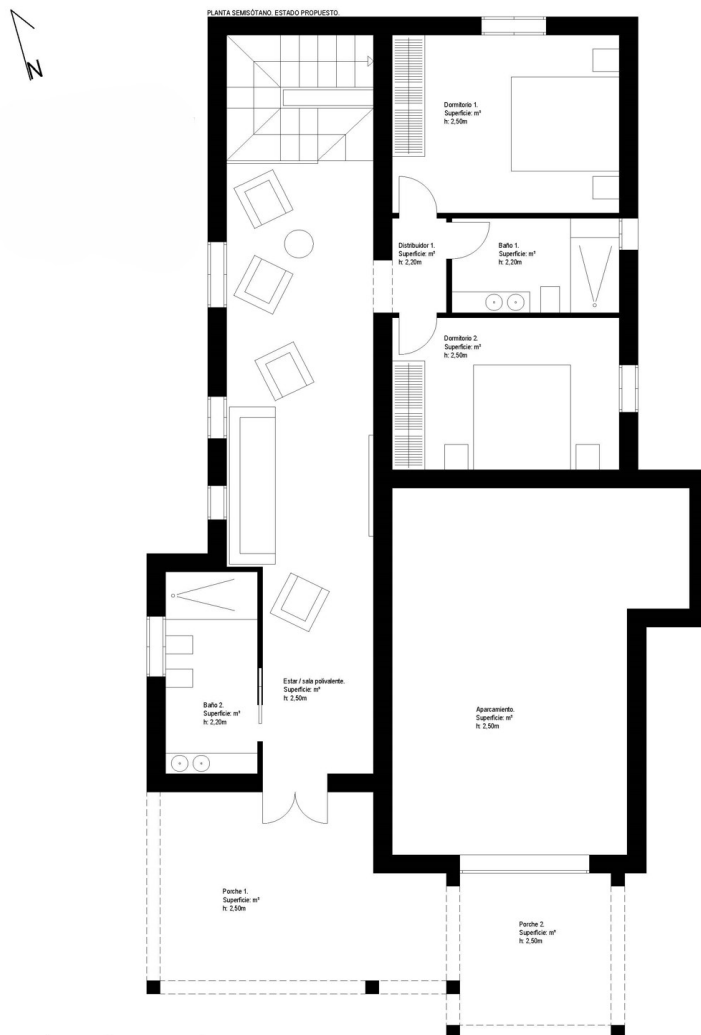 PLANTA SEMISÓTANO. ESTADO PROPUESTO.
N
Dormitorio 1.
Superficie: m²
h: 2,50m
Distribuidor 1.
Superficie: m²
h: 2,20m
Baño 1.
Superficie: m²
h: 2,20m
Dormitorio 2.
Superficie: m²
h: 2,50m
Estar / sala polivalente.
Superficie: m²
h: 2,50m
Baño 2.
Superficie: m²
h: 2,20m
Aparcamiento.
Superficie: m²
h: 2,50m
Porche 1.
Superficie: m²
h: 2,50m
Porche 2.
Superficie: m²
h: 2,50m